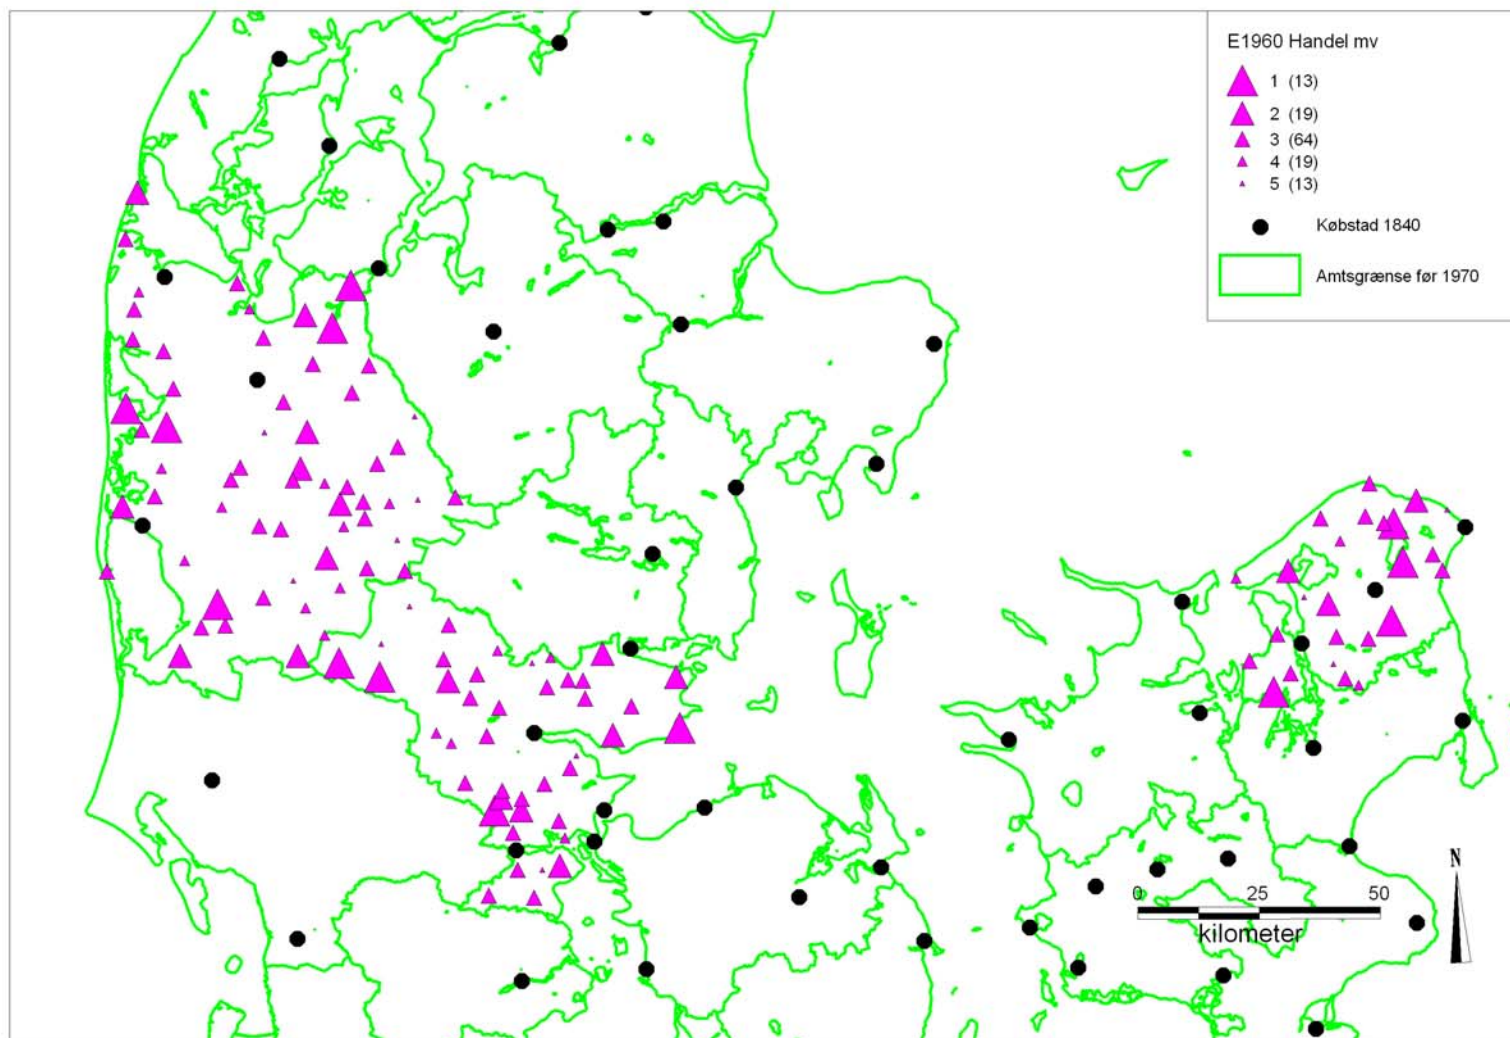 E1960 Handel mv
1 (13)
2 (19)
3 (64)
4 (19)
5 (13)
Købstad 1840
Amtsgrænse før 1970
N
0 25 50
kilometer